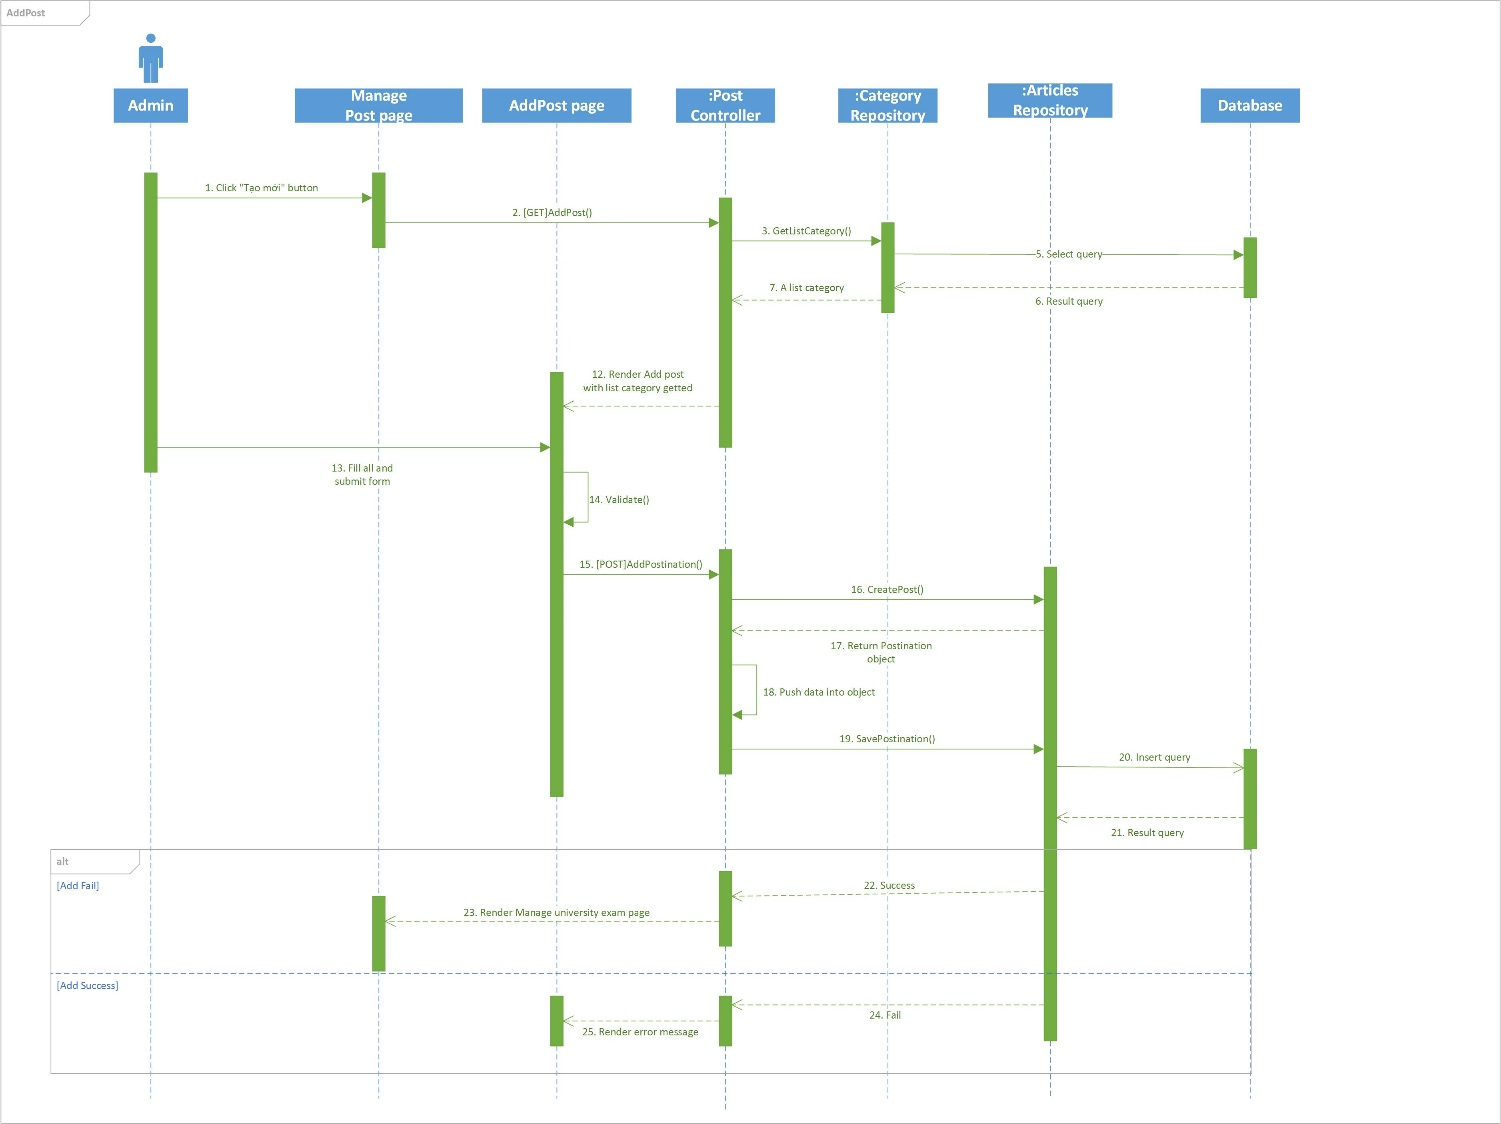 AddPost
Admin
Manage
Post page
AddPost page
:Post
Controller
:Category
Repository
:Articles
Repository
Database
1. Click "Tạo mới" button
2. [GET]AddPost()
3. GetListCategory()
5. Select query
7. A list category
6. Result query
12. Render Add post
with list category getted
13. Fill all and
submit form
14. Validate()
15. [POST]AddPostination()
16. CreatePost()
17. Return Postination
object
18. Push data into object
19. SavePostination()
20. Insert query
21. Result query
alt
[Add Fail]
22. Success
23. Render Manage university exam page
[Add Success]
24. Fail
25. Render error message